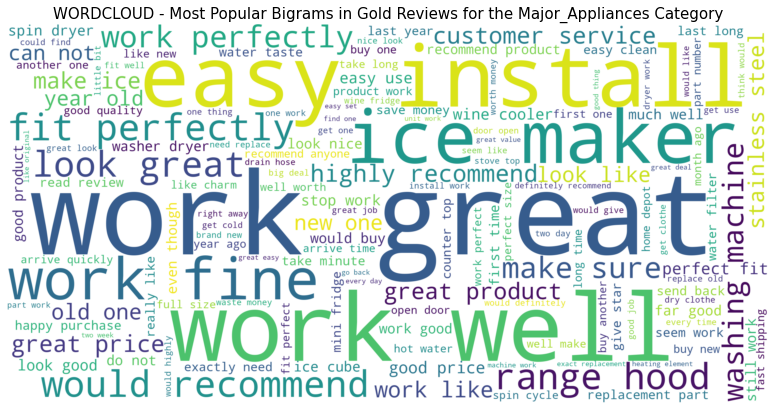 WORDCLOUD - Most Popular Bigrams in Gold Reviews for the Major_Appliances Category
spin dryer
work perfectly
last year
customer service
last long
could find
can not
another one
like new
water taste
nice look
buy one
recommend product
easy clean
little bit
fit well
easy install
stainless steel
make ice
year old
good quality
take long
easy use
product work
worth money
would like
part number
think would
one thing
one work
easy set
save money
wine fridge
wine cooler
first one
good thing
much well
dryer work
get use
fit perfectly
washer dryer
need replace
find one
get one
look nice
unit work
door open
great value
ice maker
good product
like original
great look
look great
drain hose
recommend anyone
seem like
stove top
great deal
month ago
read review
like charm
big deal
well worth
highly recommend
install work
definitely recommend
look like
work great
stop work
new one
right away
get cold
brand new
year ago
great job
would buy
arrive time
great easy
take minute
counter top
work perfect
first time
perfect size
would give
two day
long time
home depot
get clothe
water filter
washing machine
arrive quickly
even though
work fine
go back
every day
make sure
perfect fit
replace old
really like
full size
waste money
mini fridge
great product
would definitely
send back
dry clothe
part work
old one
work well
open door
work good
well make
buy another
give star
good job
far good
every time
happy purchase
two week
great price
fit perfect
seem work
buy new
still work
fast shipping
look good
do not
would highly
exactly need
hot water
good price
machine work
exact replacement
heating element
would recommend
ice cube
work like
range hood
spin cycle
replacement part